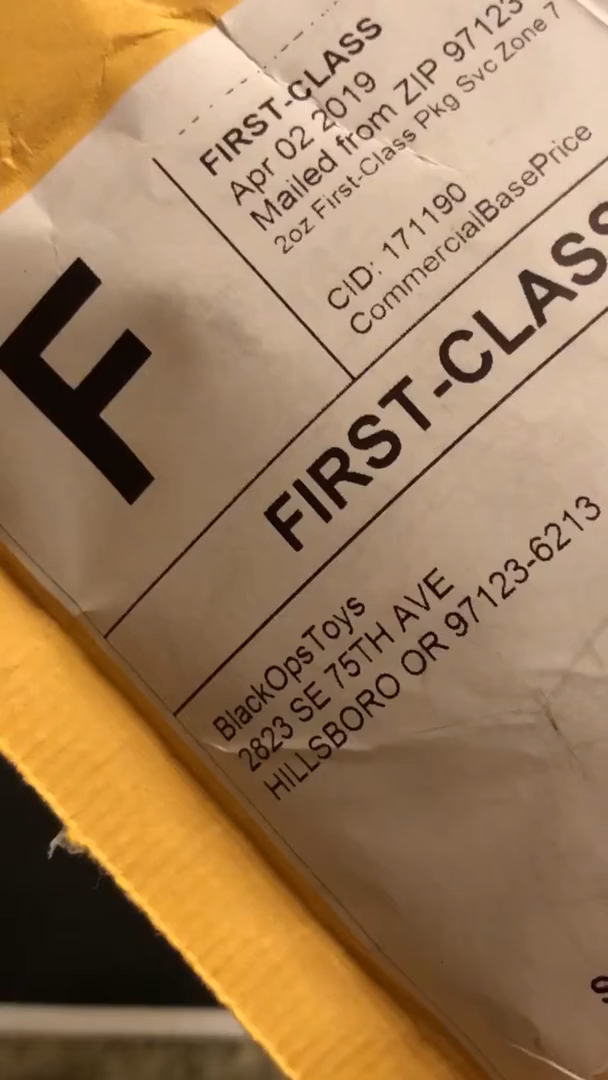 FIRST-CLASS
Apr 02 2019
Mailed from ZIP 97123
2oz First-Class Pkg Svc Zone 7
CID: 171190
CommercialBasePrice
F
FIRST-CLASS
BlackOpsToys
2823 SE 75TH AVE
HILLSBORO OR 97123-6213
S